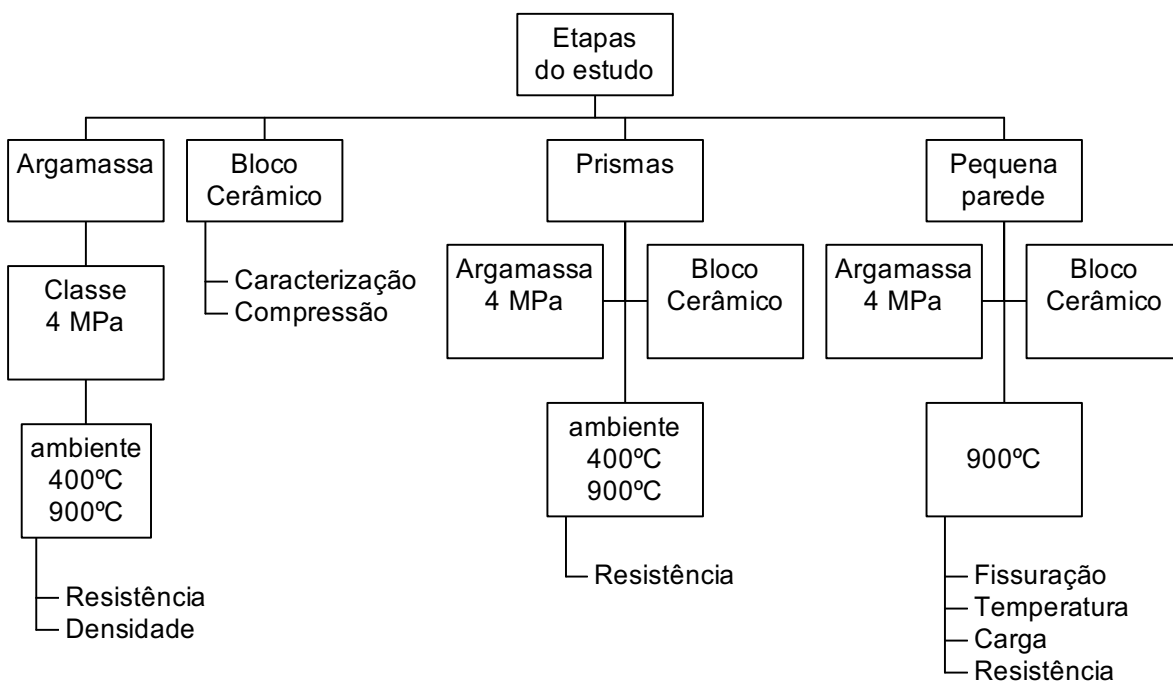 Etapas
do estudo
Argamassa
Bloco
Cerâmico
Prismas
Pequena
parede
Classe
4 MPa
Caracterização
Compressão
Argamassa
4 MPa
Bloco
Cerâmico
Argamassa
4 MPa
Bloco
Cerâmico
ambiente
400ºC
900ºC
ambiente
400ºC
900ºC
900ºC
Resistência
Densidade
Resistência
Fissuração
Temperatura
Carga
Resistência